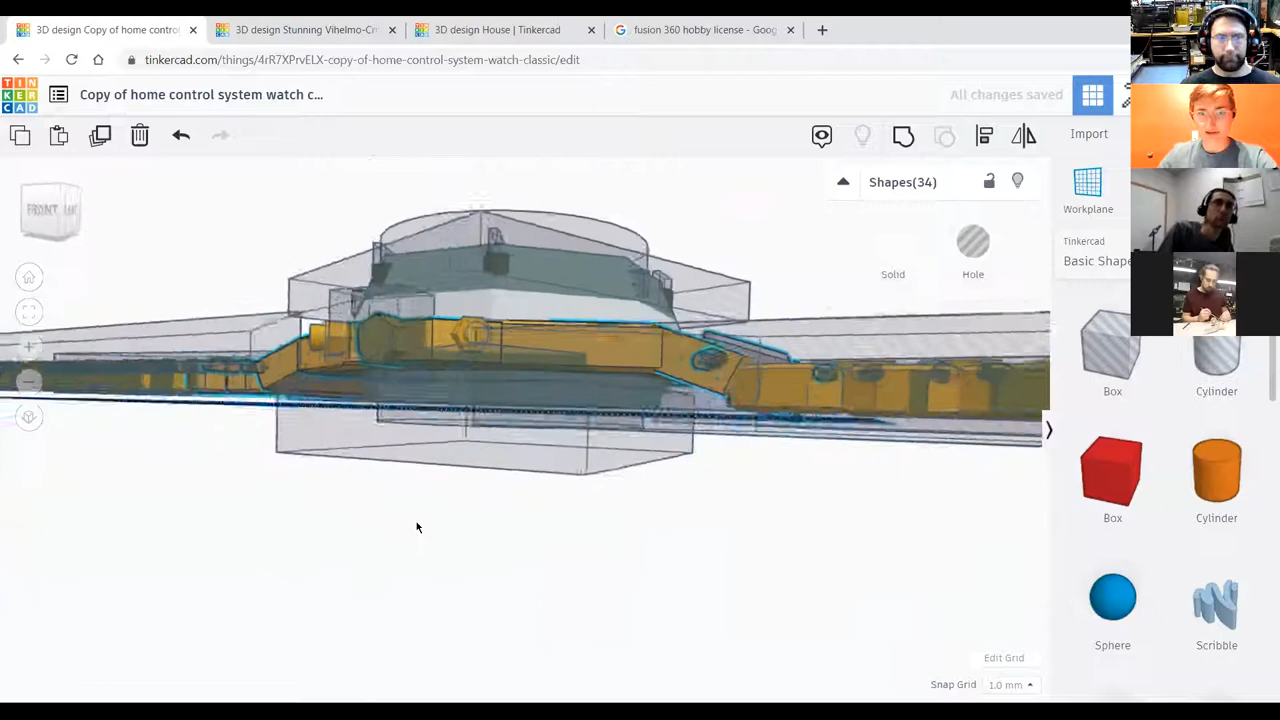 3D design Copy of home control
3D design Stunning Vihelmo-C
3D design House | Tinkercad
fusion 360 hobby license - Goog
tinkercad.com/things/4rR7XPrvELX-copy-of-home-control-system-watch-classic/edit
TIN
KER
CAD
Copy of home control system watch c...
All changes saved
Import
Shapes(34)
FRONT
Solid
Hole
Workplane
Tinkercad
Basic Shape
Box
Cylinder
Box
Cylinder
Sphere
Scribble
Edit Grid
Snap Grid
1.0 mm